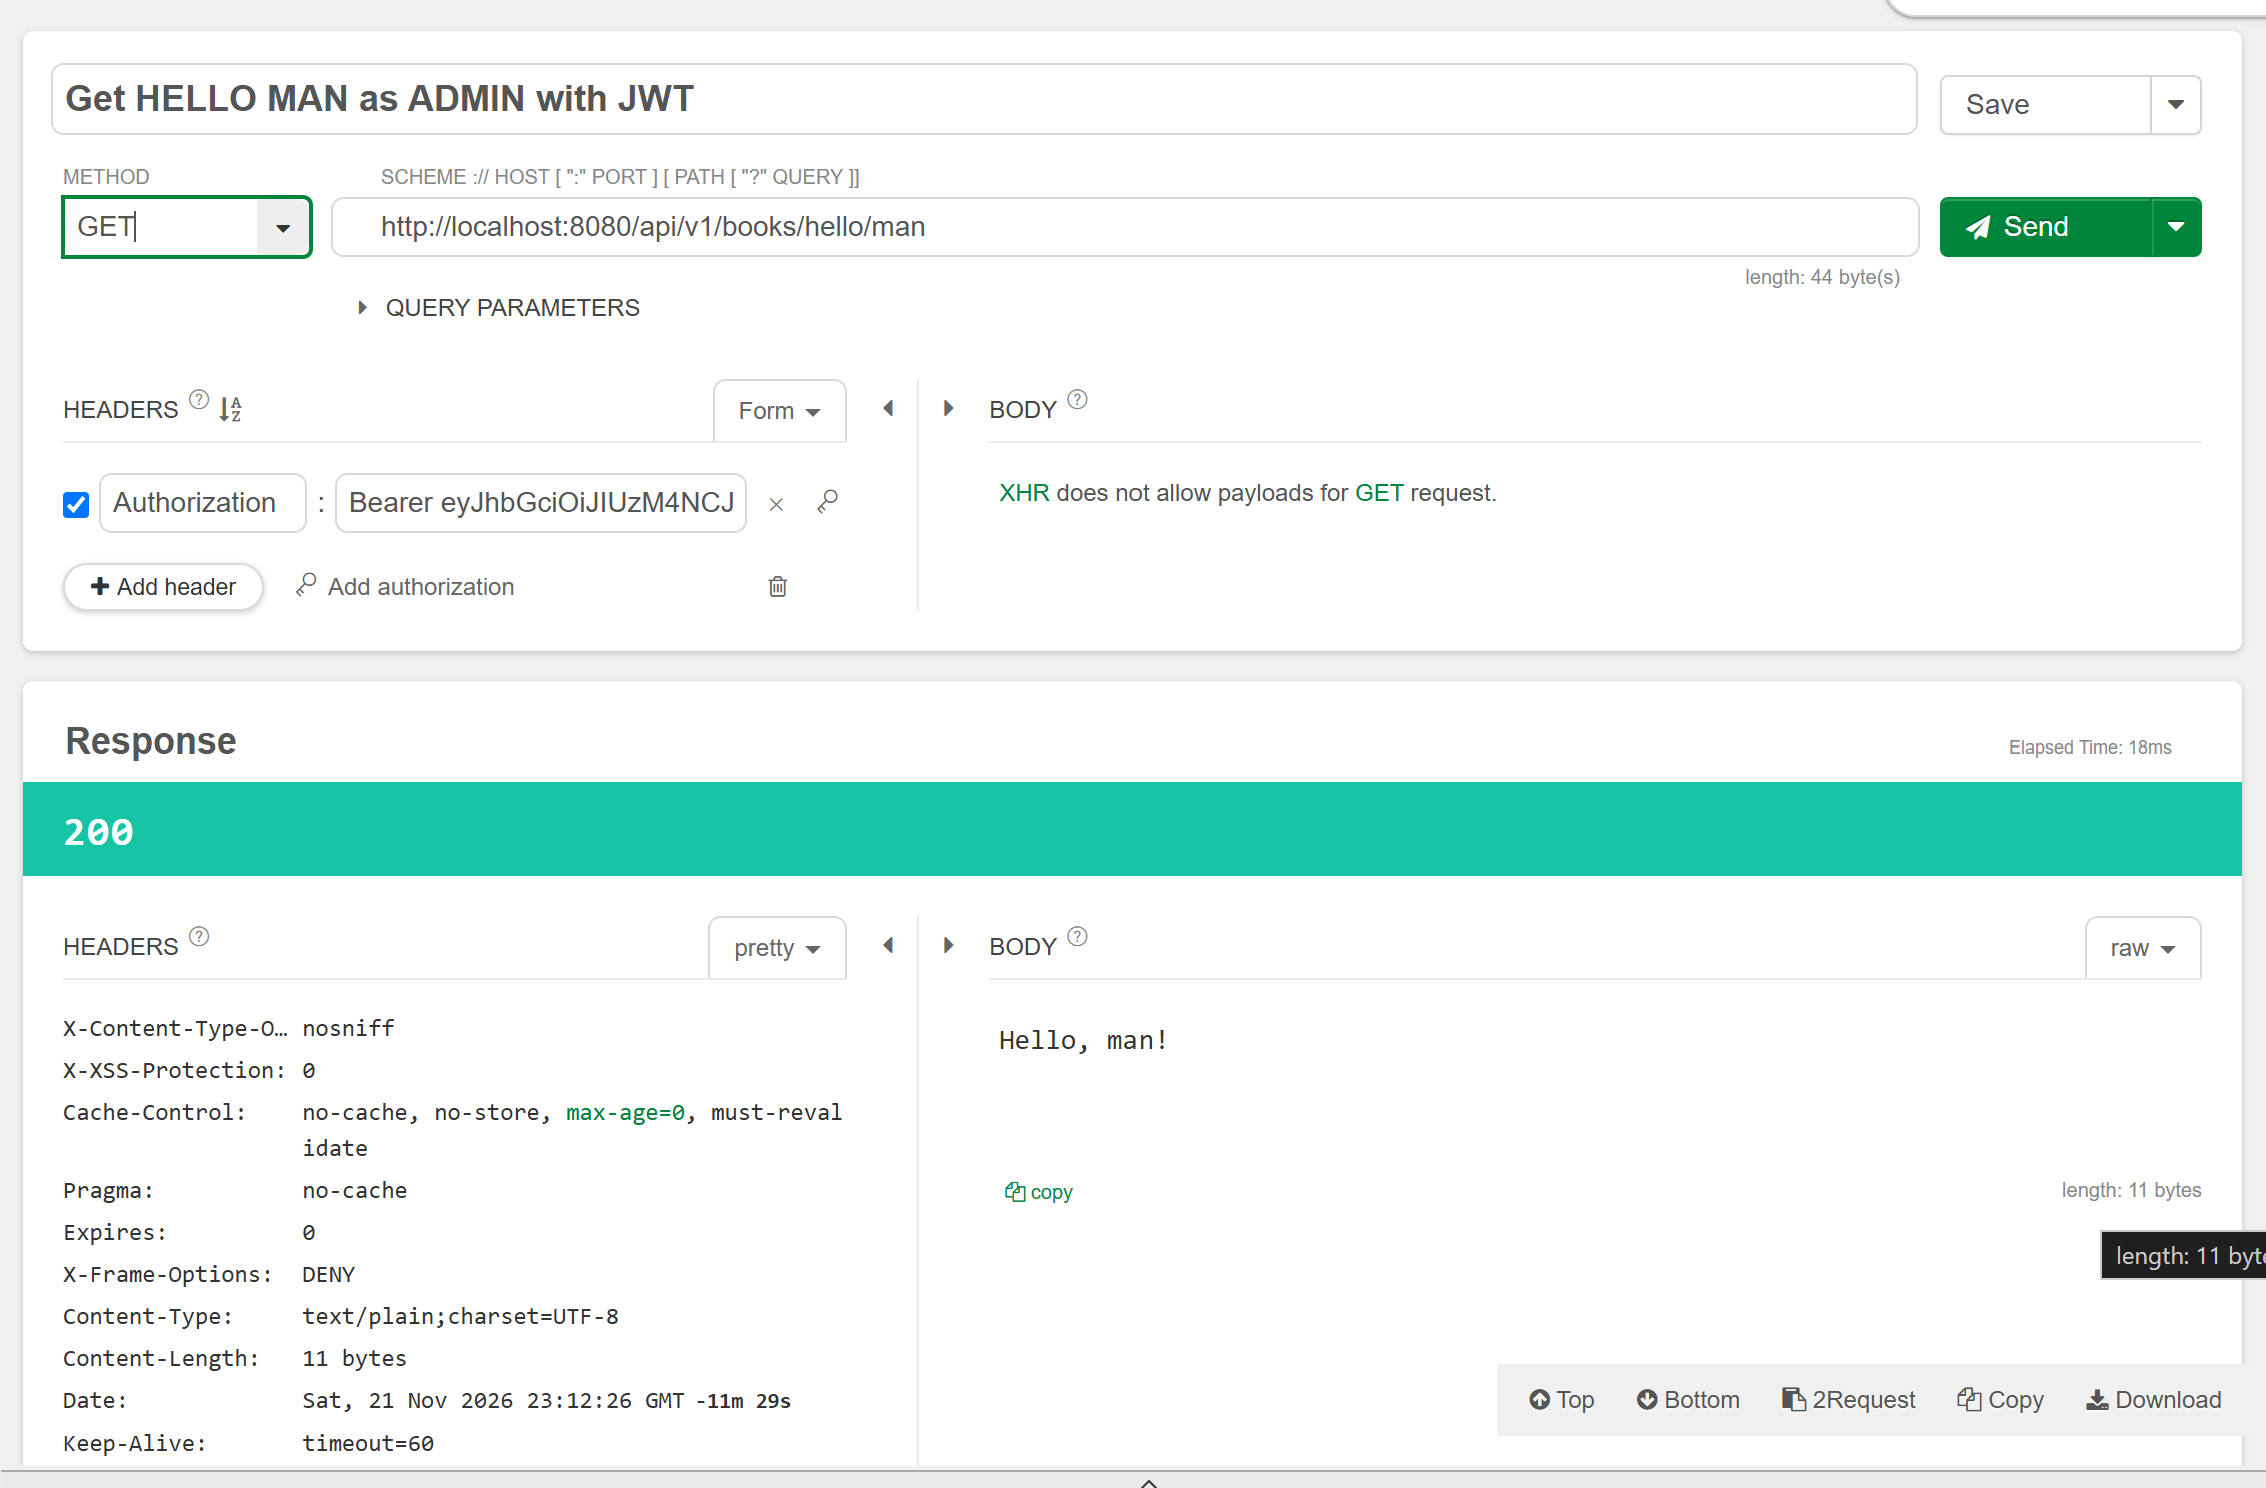 Get HELLO MAN as ADMIN with JWT
Save
METHOD
SCHEME :// HOST [ ":" PORT ] [ PATH [ "?" QUERY ]]
GET
http://localhost:8080/api/v1/books/hello/man
Send
length: 44 byte(s)
QUERY PARAMETERS
HEADERS ? AZ
Form
BODY ?
Authorization : Bearer eyJhbGciOiJIUzM4NCJ
XHR does not allow payloads for GET request.
Add header
Add authorization
Response
Elapsed Time: 18ms
200
HEADERS ?
pretty
BODY ?
raw
X-Content-Type-O… nosniff
X-XSS-Protection: 0
Cache-Control: no-cache, no-store, max-age=0, must-reval
idate
Pragma: no-cache
Expires: 0
X-Frame-Options: DENY
Content-Type: text/plain;charset=UTF-8
Content-Length: 11 bytes
Date: Sat, 21 Nov 2026 23:12:26 GMT -11m 29s
Keep-Alive: timeout=60
Hello, man!
copy
length: 11 bytes
length: 11 byte
Top Bottom 2Request Copy Download